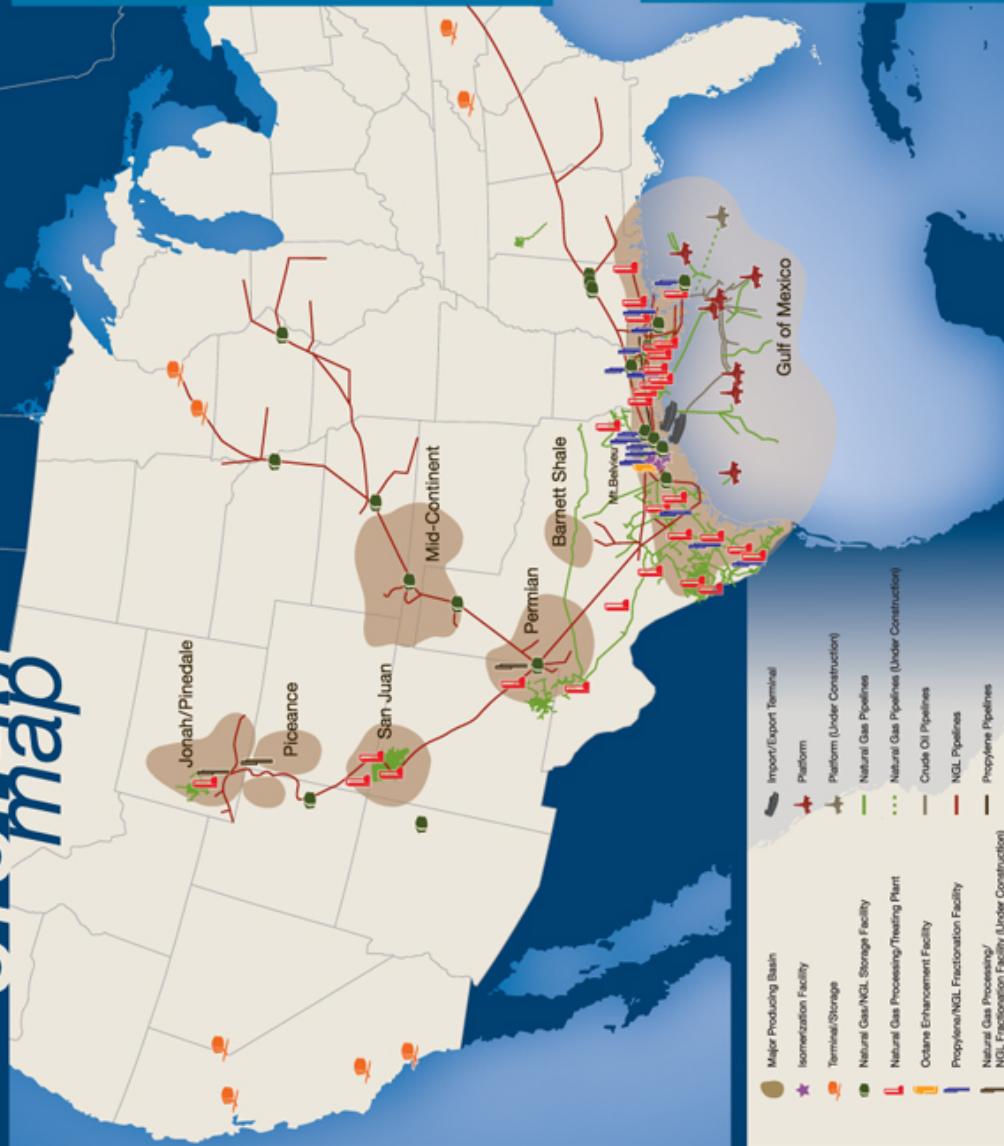 map
Jonah/Pinedale
Piceance
San Juan
Mid-Continent
Permian
Barnett Shale
Mt.Belvieu
Gulf of Mexico
Major Producing Basin
Isomerization Facility
Terminal/Storage
Natural Gas/NGL Storage Facility
Natural Gas Processing/Treating Plant
Octane Enhancement Facility
Propylene/NGL Fractionation Facility
Natural Gas Processing/
NGL Fractionation Facility (Under Construction)
Import/Export Terminal
Platform
Platform (Under Construction)
Natural Gas Pipelines
Natural Gas Pipelines (Under Construction)
Crude Oil Pipelines
NGL Pipelines
Propylene Pipelines